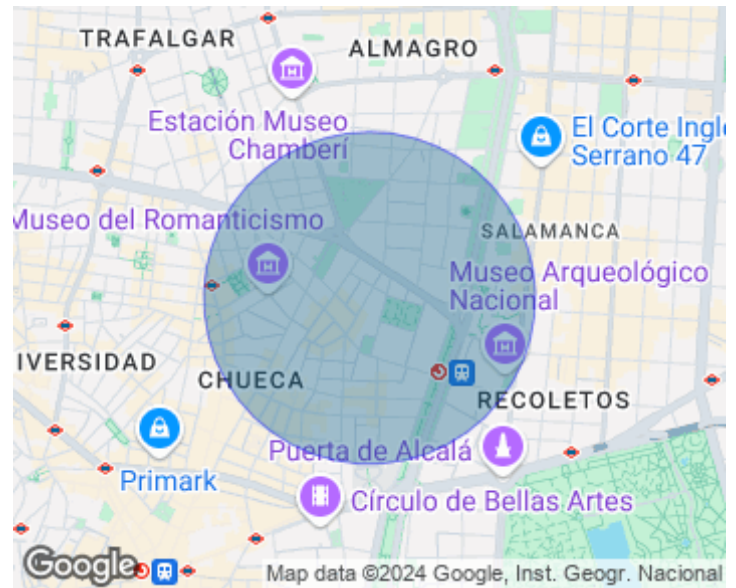 TRAFALGAR
ALMAGRO
Estación Museo
Chamberí
El Corte Ingl
Serrano 47
Museo del Romanticismo
SALAMANCA
Museo Arqueológico
Nacional
IVERSIDAD
CHUECA
RECOLETOS
Puerta de Alcalá
Primark
Círculo de Bellas Artes
Google
Map data ©2024 Google, Inst. Geogr. Nacional